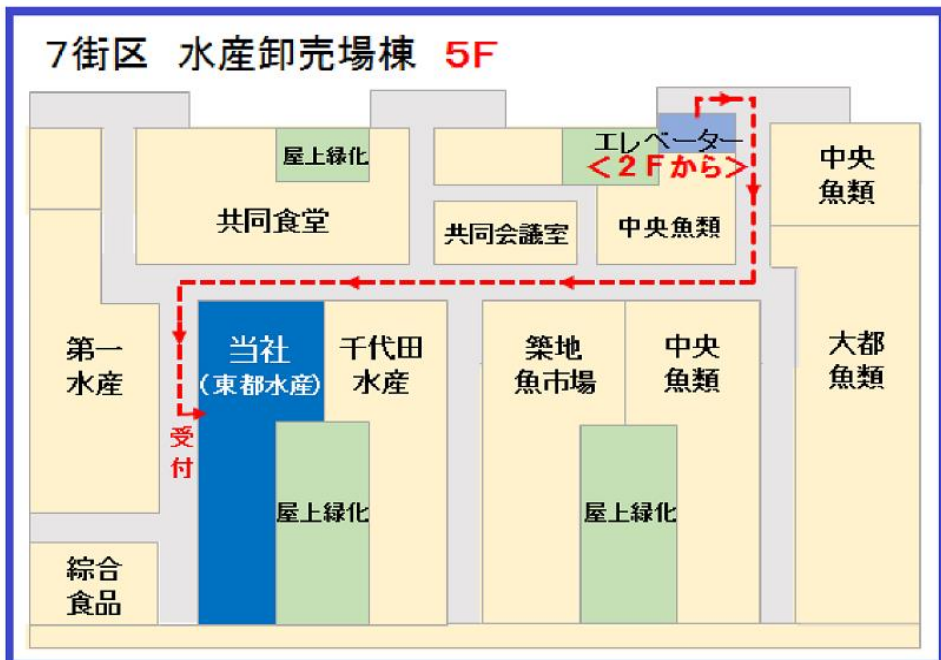 7街区 水産卸売場棟 5F
屋上緑化
エレベーター
<2Fから>
中央
魚類
共同食堂
共同会議室
中央魚類
第一
水産
当社
(東都水産)
千代田
水産
築地
魚市場
中央
魚類
大都
魚類
受
付
屋上緑化
屋上緑化
綜合
食品